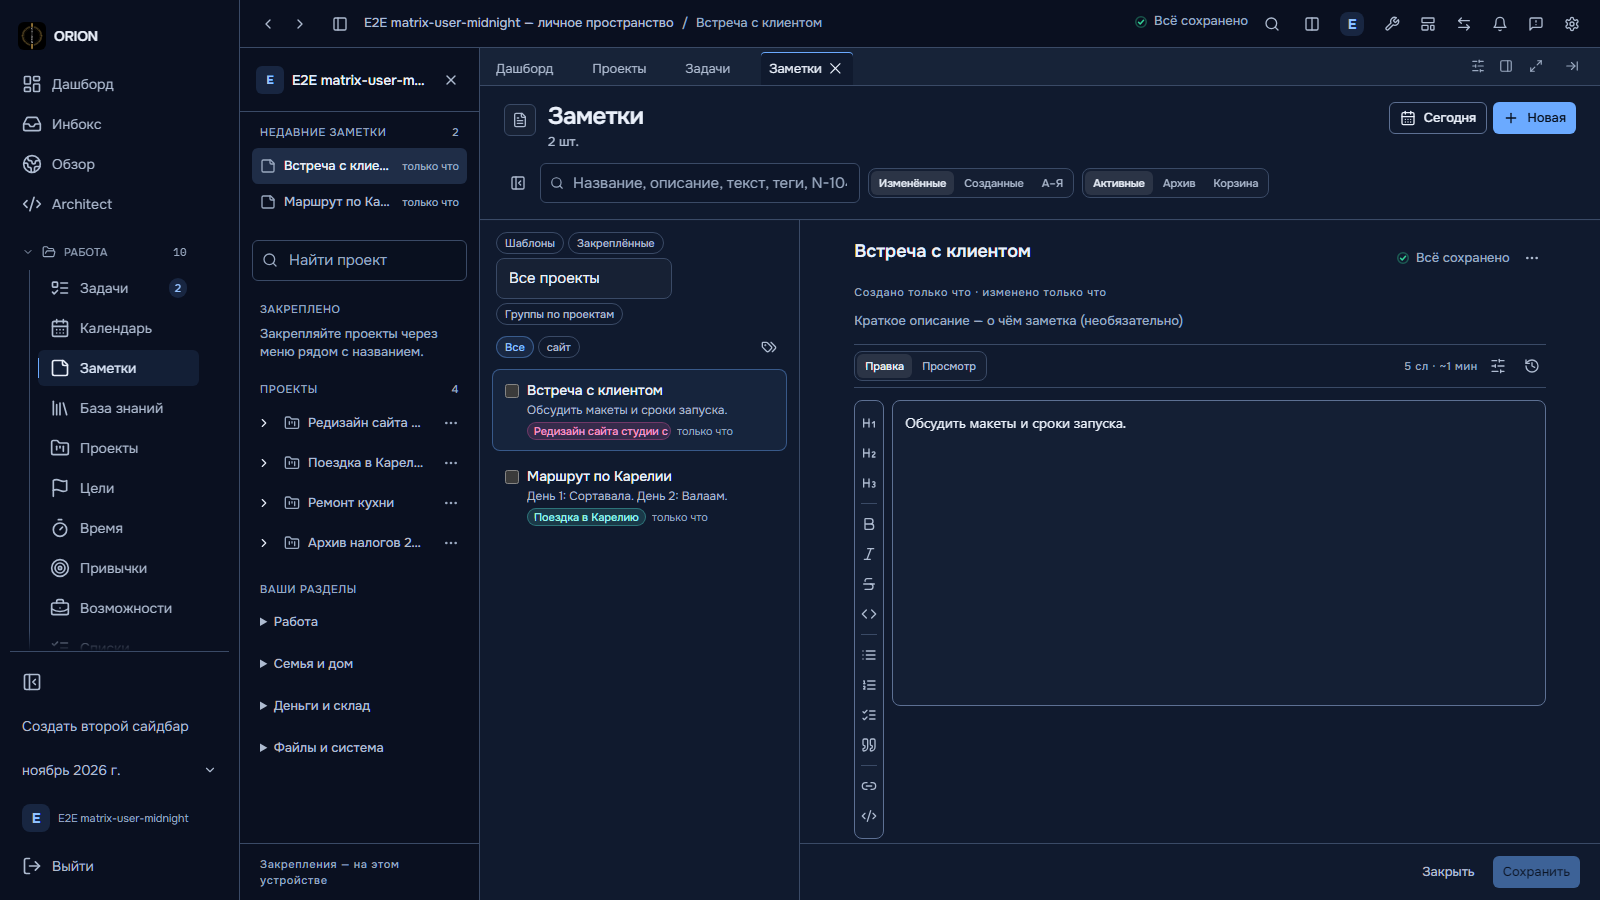 ORION
Дашборд
Инбокс
Обзор
Architect
РАБОТА 10
Задачи 2
Календарь
Заметки
База знаний
Проекты
Цели
Время
Привычки
Возможности
Списки
Создать второй сайдбар
ноябрь 2026 г.
E E2E matrix-user-midnight
Выйти
E2E matrix-user-midnight — личное пространство / Встреча с клиентом
Всё сохранено
E
E E2E matrix-user-m...
НЕДАВНИЕ ЗАМЕТКИ 2
Встреча с клие... только что
Маршрут по Ка... только что
Найти проект
ЗАКРЕПЛЕНО
Закрепляйте проекты через
меню рядом с названием.
ПРОЕКТЫ 4
Редизайн сайта ...
Поездка в Карел...
Ремонт кухни
Архив налогов 2...
ВАШИ РАЗДЕЛЫ
Работа
Семья и дом
Деньги и склад
Файлы и система
Закрепления — на этом
устройстве
Дашборд Проекты Задачи Заметки
Заметки
2 шт.
Сегодня
Новая
Название, описание, текст, теги, N-10
Изменённые Созданные А–Я
Активные Архив Корзина
Шаблоны Закреплённые
Все проекты
Группы по проектам
Все сайт
Встреча с клиентом
Обсудить макеты и сроки запуска.
Редизайн сайта студии с только что
Маршрут по Карелии
День 1: Сортавала. День 2: Валаам.
Поездка в Карелию только что
Встреча с клиентом
Всё сохранено
Создано только что · изменено только что
Краткое описание — о чём заметка (необязательно)
Правка Просмотр
5 сл · ~1 мин
H1
H2
H3
B
I
S
Обсудить макеты и сроки запуска.
Закрыть Сохранить